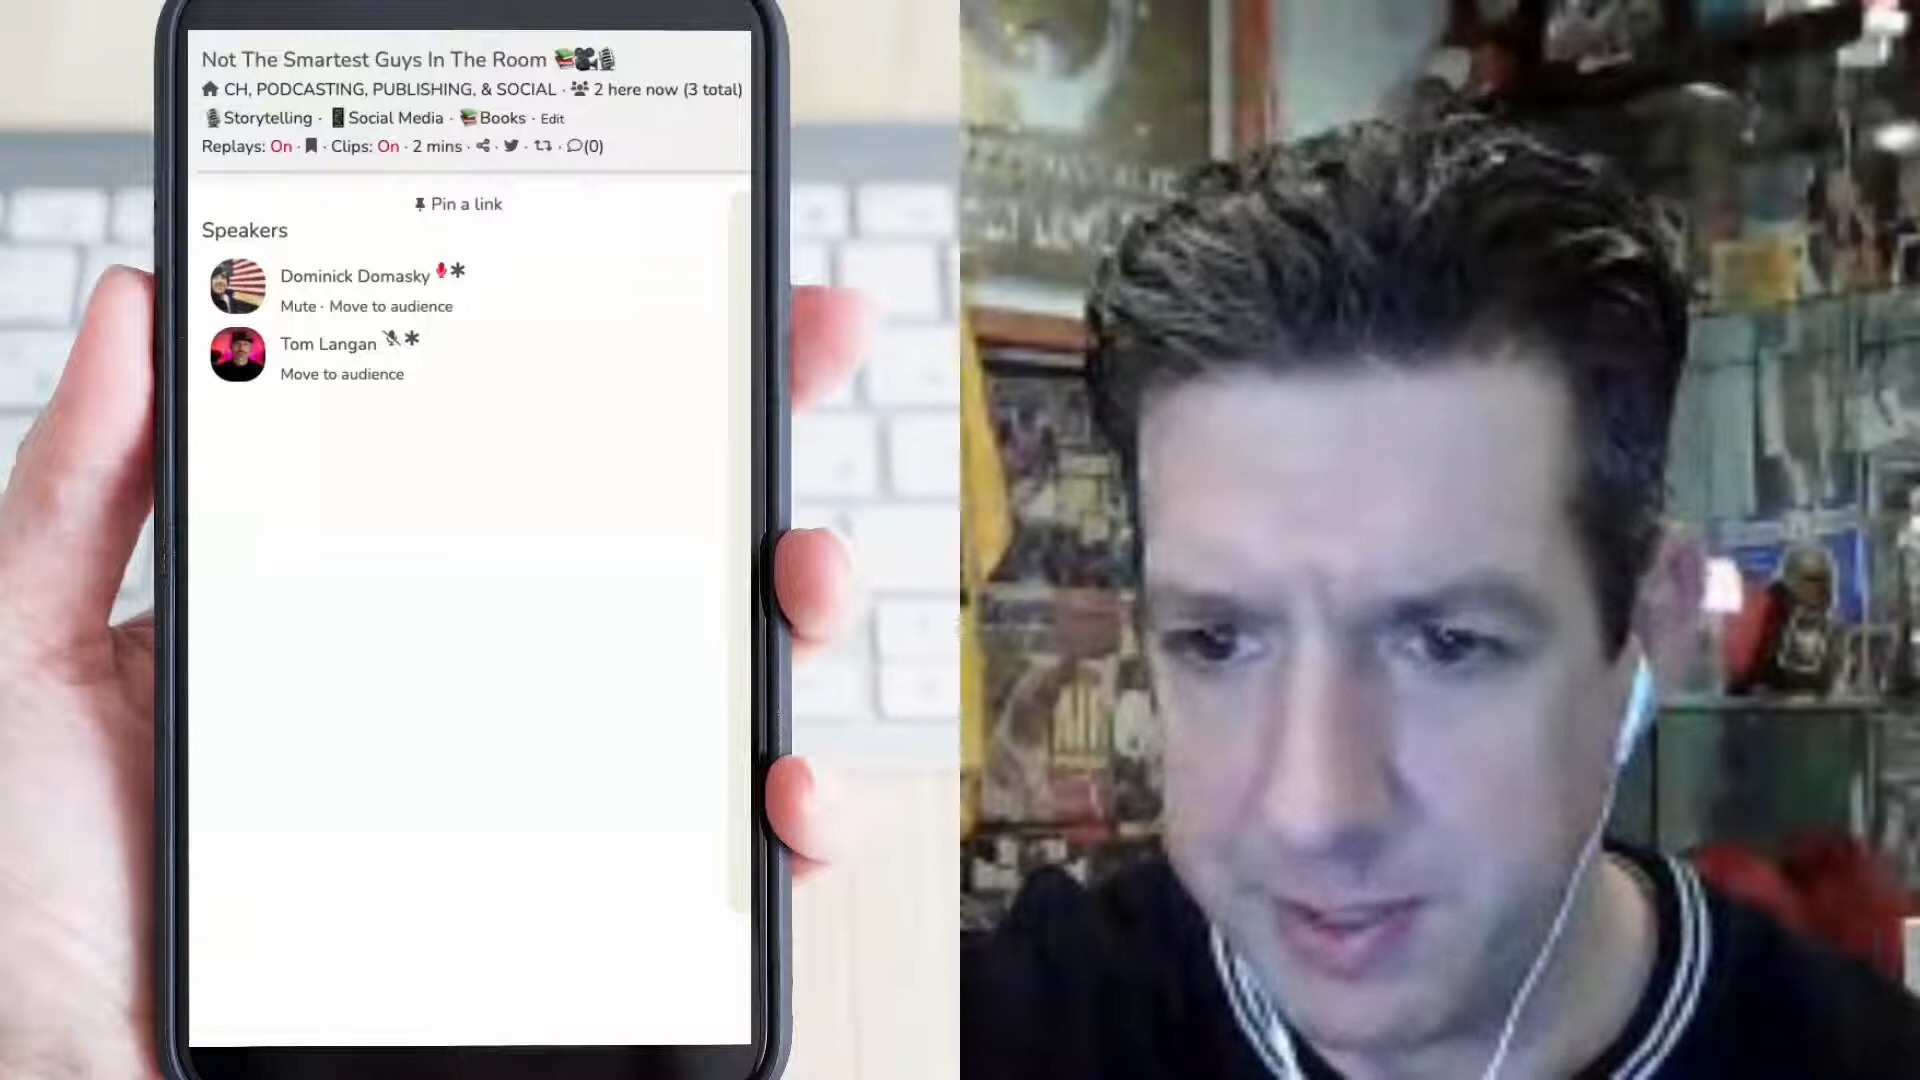 Not The Smartest Guys In The Room 📚🎥🎙
CH, PODCASTING, PUBLISHING, & SOCIAL · 2 here now (3 total)
🎙Storytelling · 📱Social Media · 📚Books · Edit
Replays: On · · Clips: On · 2 mins · · · · (0)
Pin a link
Speakers
Dominick Domasky
Mute · Move to audience
Tom Langan
Move to audience